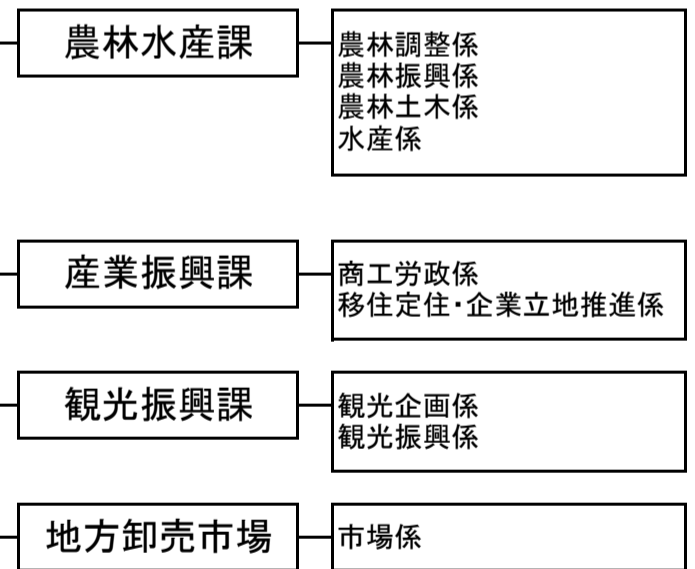 農林水産課
農林調整係
農林振興係
農林土木係
水産係
産業振興課
商工労政係
移住定住・企業立地推進係
観光振興課
観光企画係
観光振興係
地方卸売市場
市場係